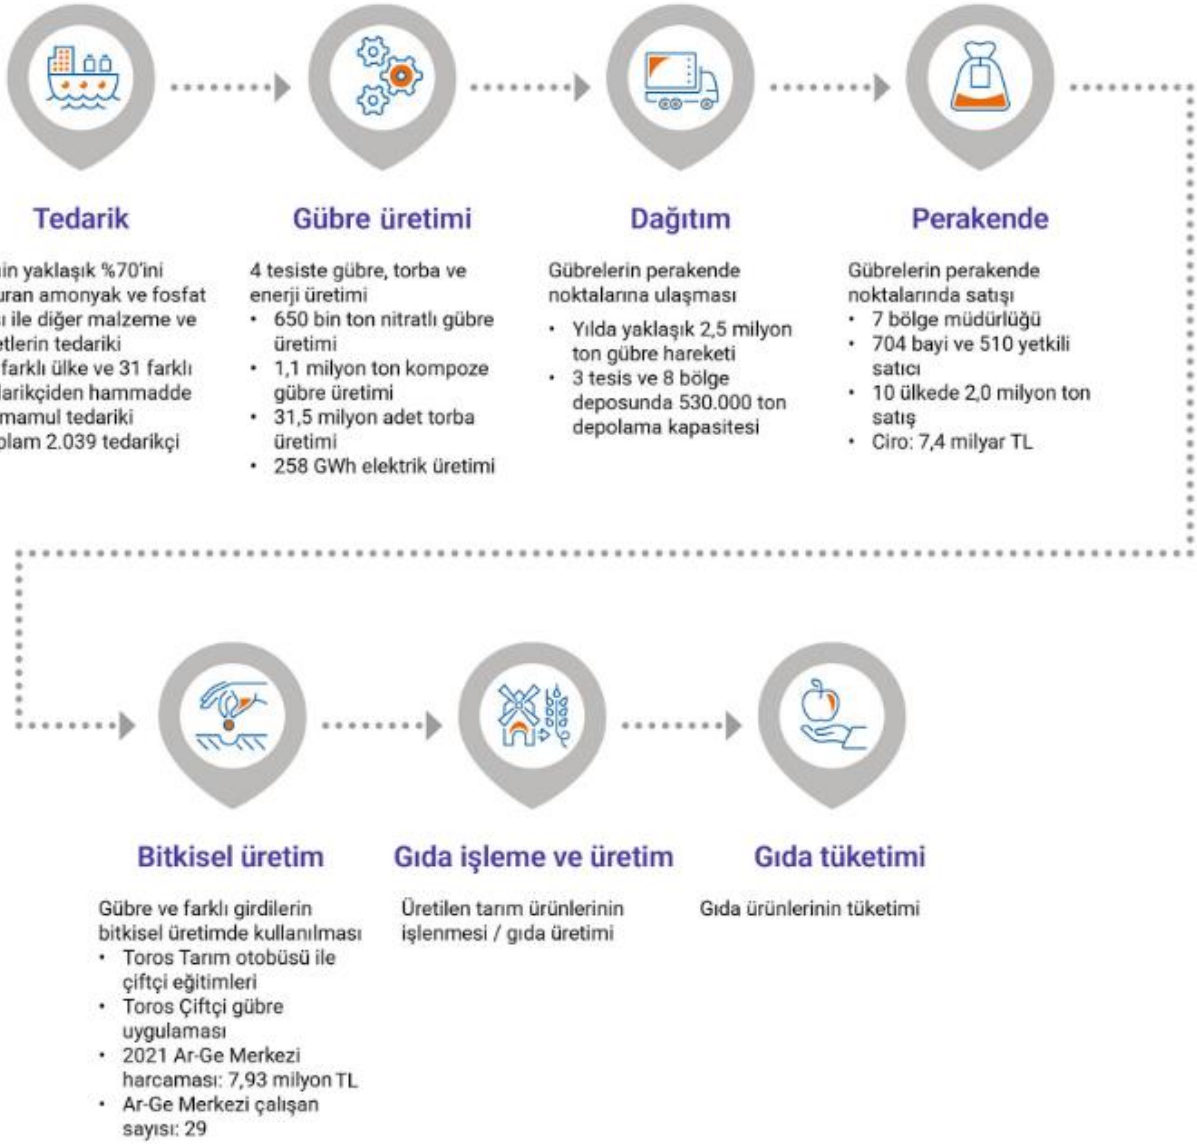 Tedarik
yaklaşık %70'ini
amonyak ve fosfat
ile diğer malzeme ve
tedariki
farklı ülke ve 31 farklı
hammadde
mamul tedariki
2.039 tedarikçi
Gübre üretimi
4 tesiste gübre, torba ve
enerji üretimi
• 650 bin ton nitratlı gübre
üretimi
• 1,1 milyon ton kompoze
gübre üretimi
• 31,5 milyon adet torba
üretimi
• 258 GWh elektrik üretimi
Dağıtım
Gübrelerin perakende
noktalarına ulaşması
• Yılda yaklaşık 2,5 milyon
ton gübre hareketi
• 3 tesis ve 8 bölge
deposunda 530.000 ton
depolama kapasitesi
Perakende
Gübrelerin perakende
noktalarında satışı
• 7 bölge müdürlüğü
• 704 bayi ve 510 yetkili
satıcı
• 10 ülkede 2,0 milyon ton
satış
• Ciro: 7,4 milyar TL
Bitkisel üretim
Gübre ve farklı girdilerin
bitkisel üretimde kullanılması
• Toros Tarım otobüsü ile
çiftçi eğitimleri
• Toros Çiftçi gübre
uygulaması
• 2021 Ar-Ge Merkezi
harcaması: 7,93 milyon TL
• Ar-Ge Merkezi çalışan
sayısı: 29
Gıda işleme ve üretim
Üretilen tarım ürünlerinin
işlenmesi / gıda üretimi
Gıda tüketimi
Gıda ürünlerinin tüketimi